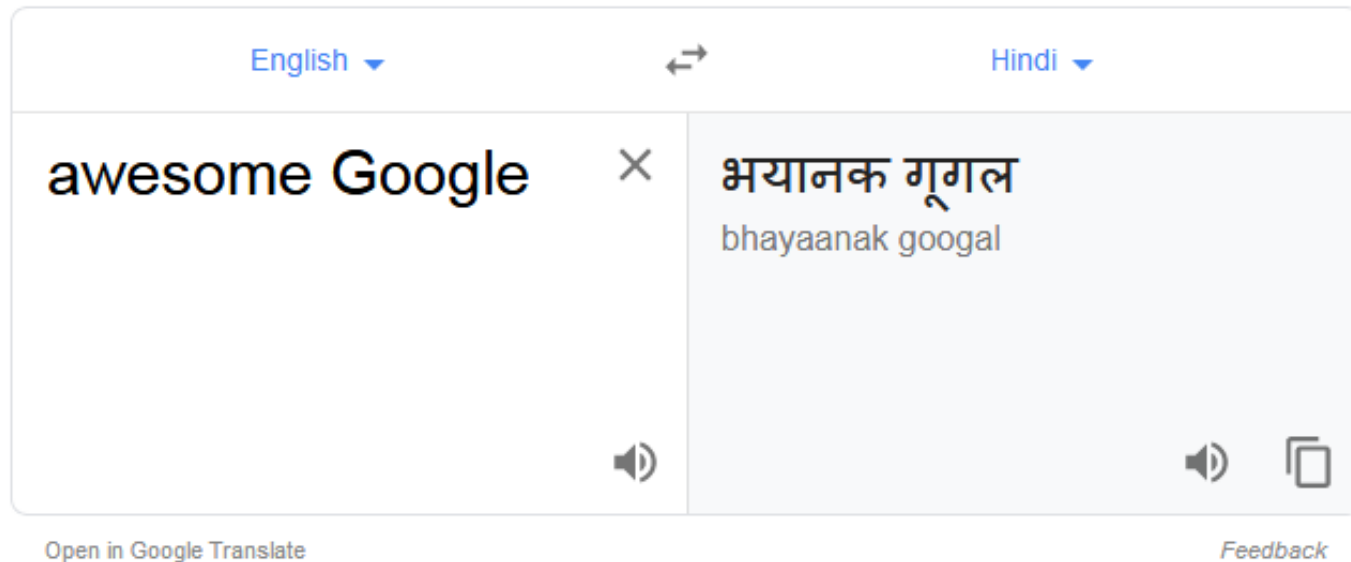 English
Hindi
awesome Google
भयानक गूगल
bhayaanak googal
Open in Google Translate
Feedback